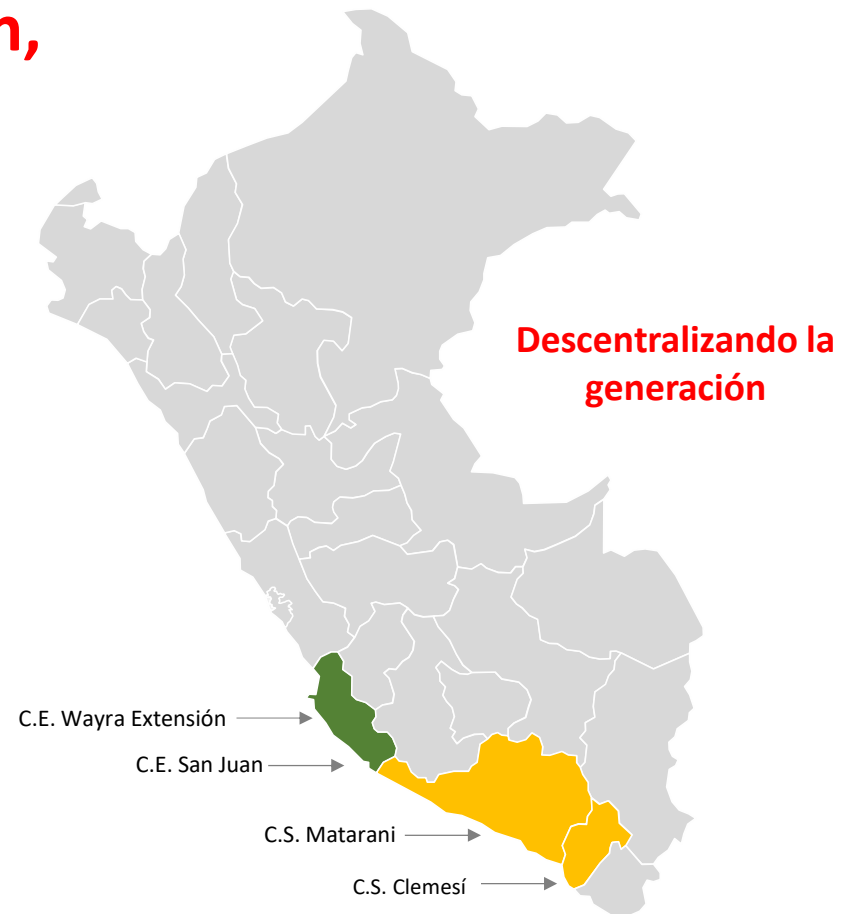 n,
Descentralizando la
generación
C.E. Wayra Extensión
C.E. San Juan
C.S. Matarani
C.S. Clemesí